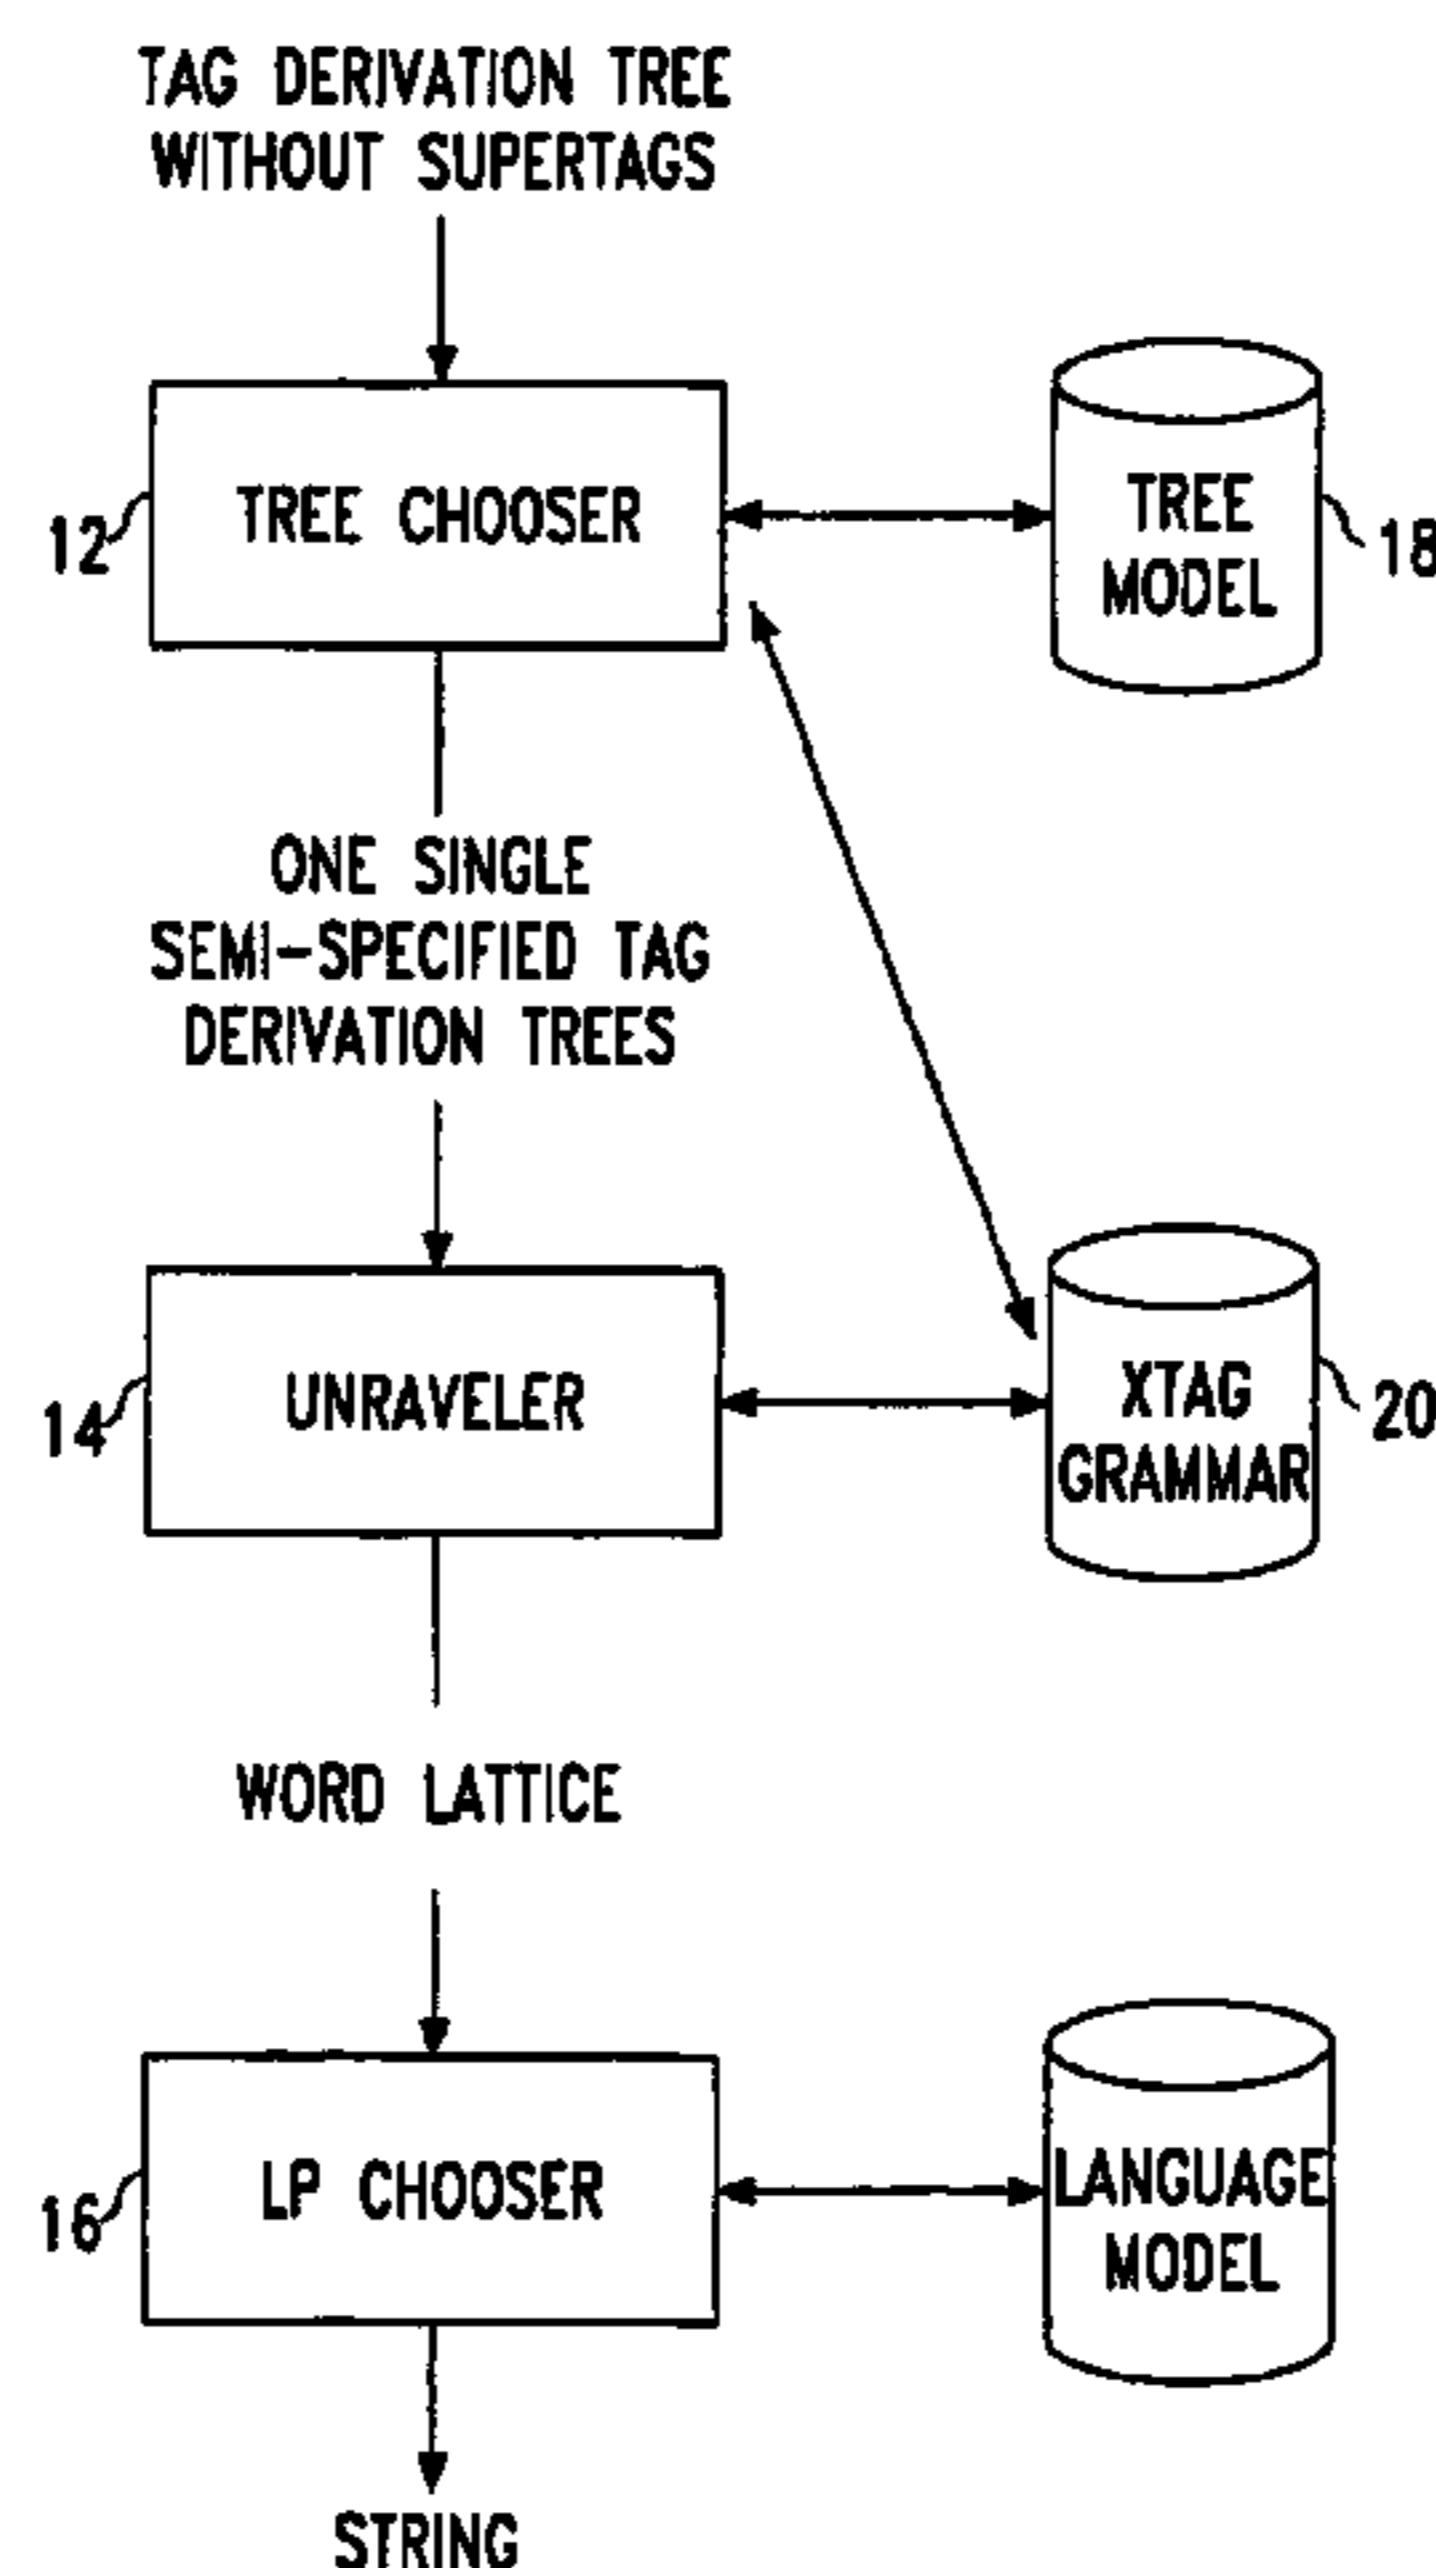 TAG DERIVATION TREE
WITHOUT SUPERTAGS
TREE CHOOSER
12
TREE
MODEL
18
ONE SINGLE
SEMI-SPECIFIED TAG
DERIVATION TREES
UNRAVELER
14
XTAG
GRAMMAR
20
WORD LATTICE
LP CHOOSER
16
LANGUAGE
MODEL
STRING